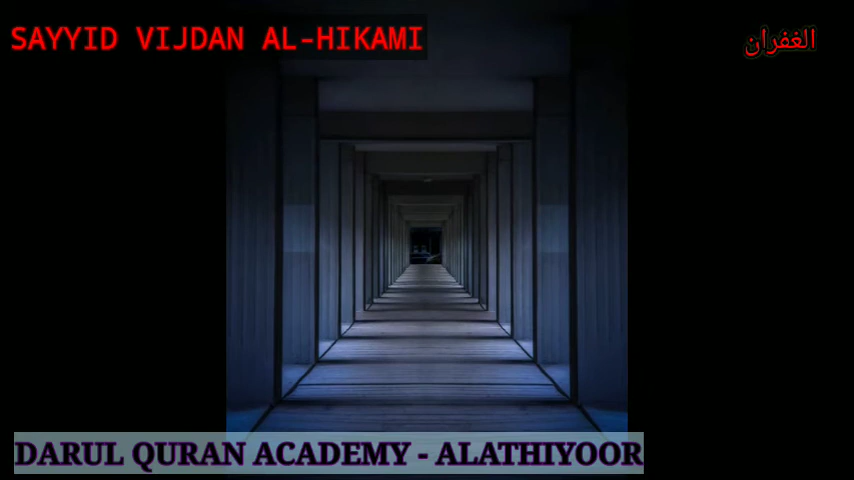 SAYYID VIJDAN AL-HIKAMI
الغفران
DARUL QURAN ACADEMY - ALATHIYOOR